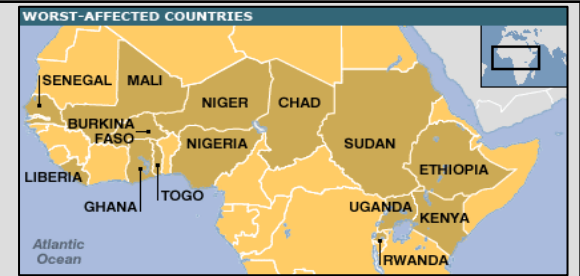 WORST-AFFECTED COUNTRIES
SENEGAL
MALI
NIGER
CHAD
BURKINA
FASO
NIGERIA
SUDAN
ETHIOPIA
LIBERIA
GHANA
TOGO
UGANDA
KENYA
RWANDA
Atlantic
Ocean